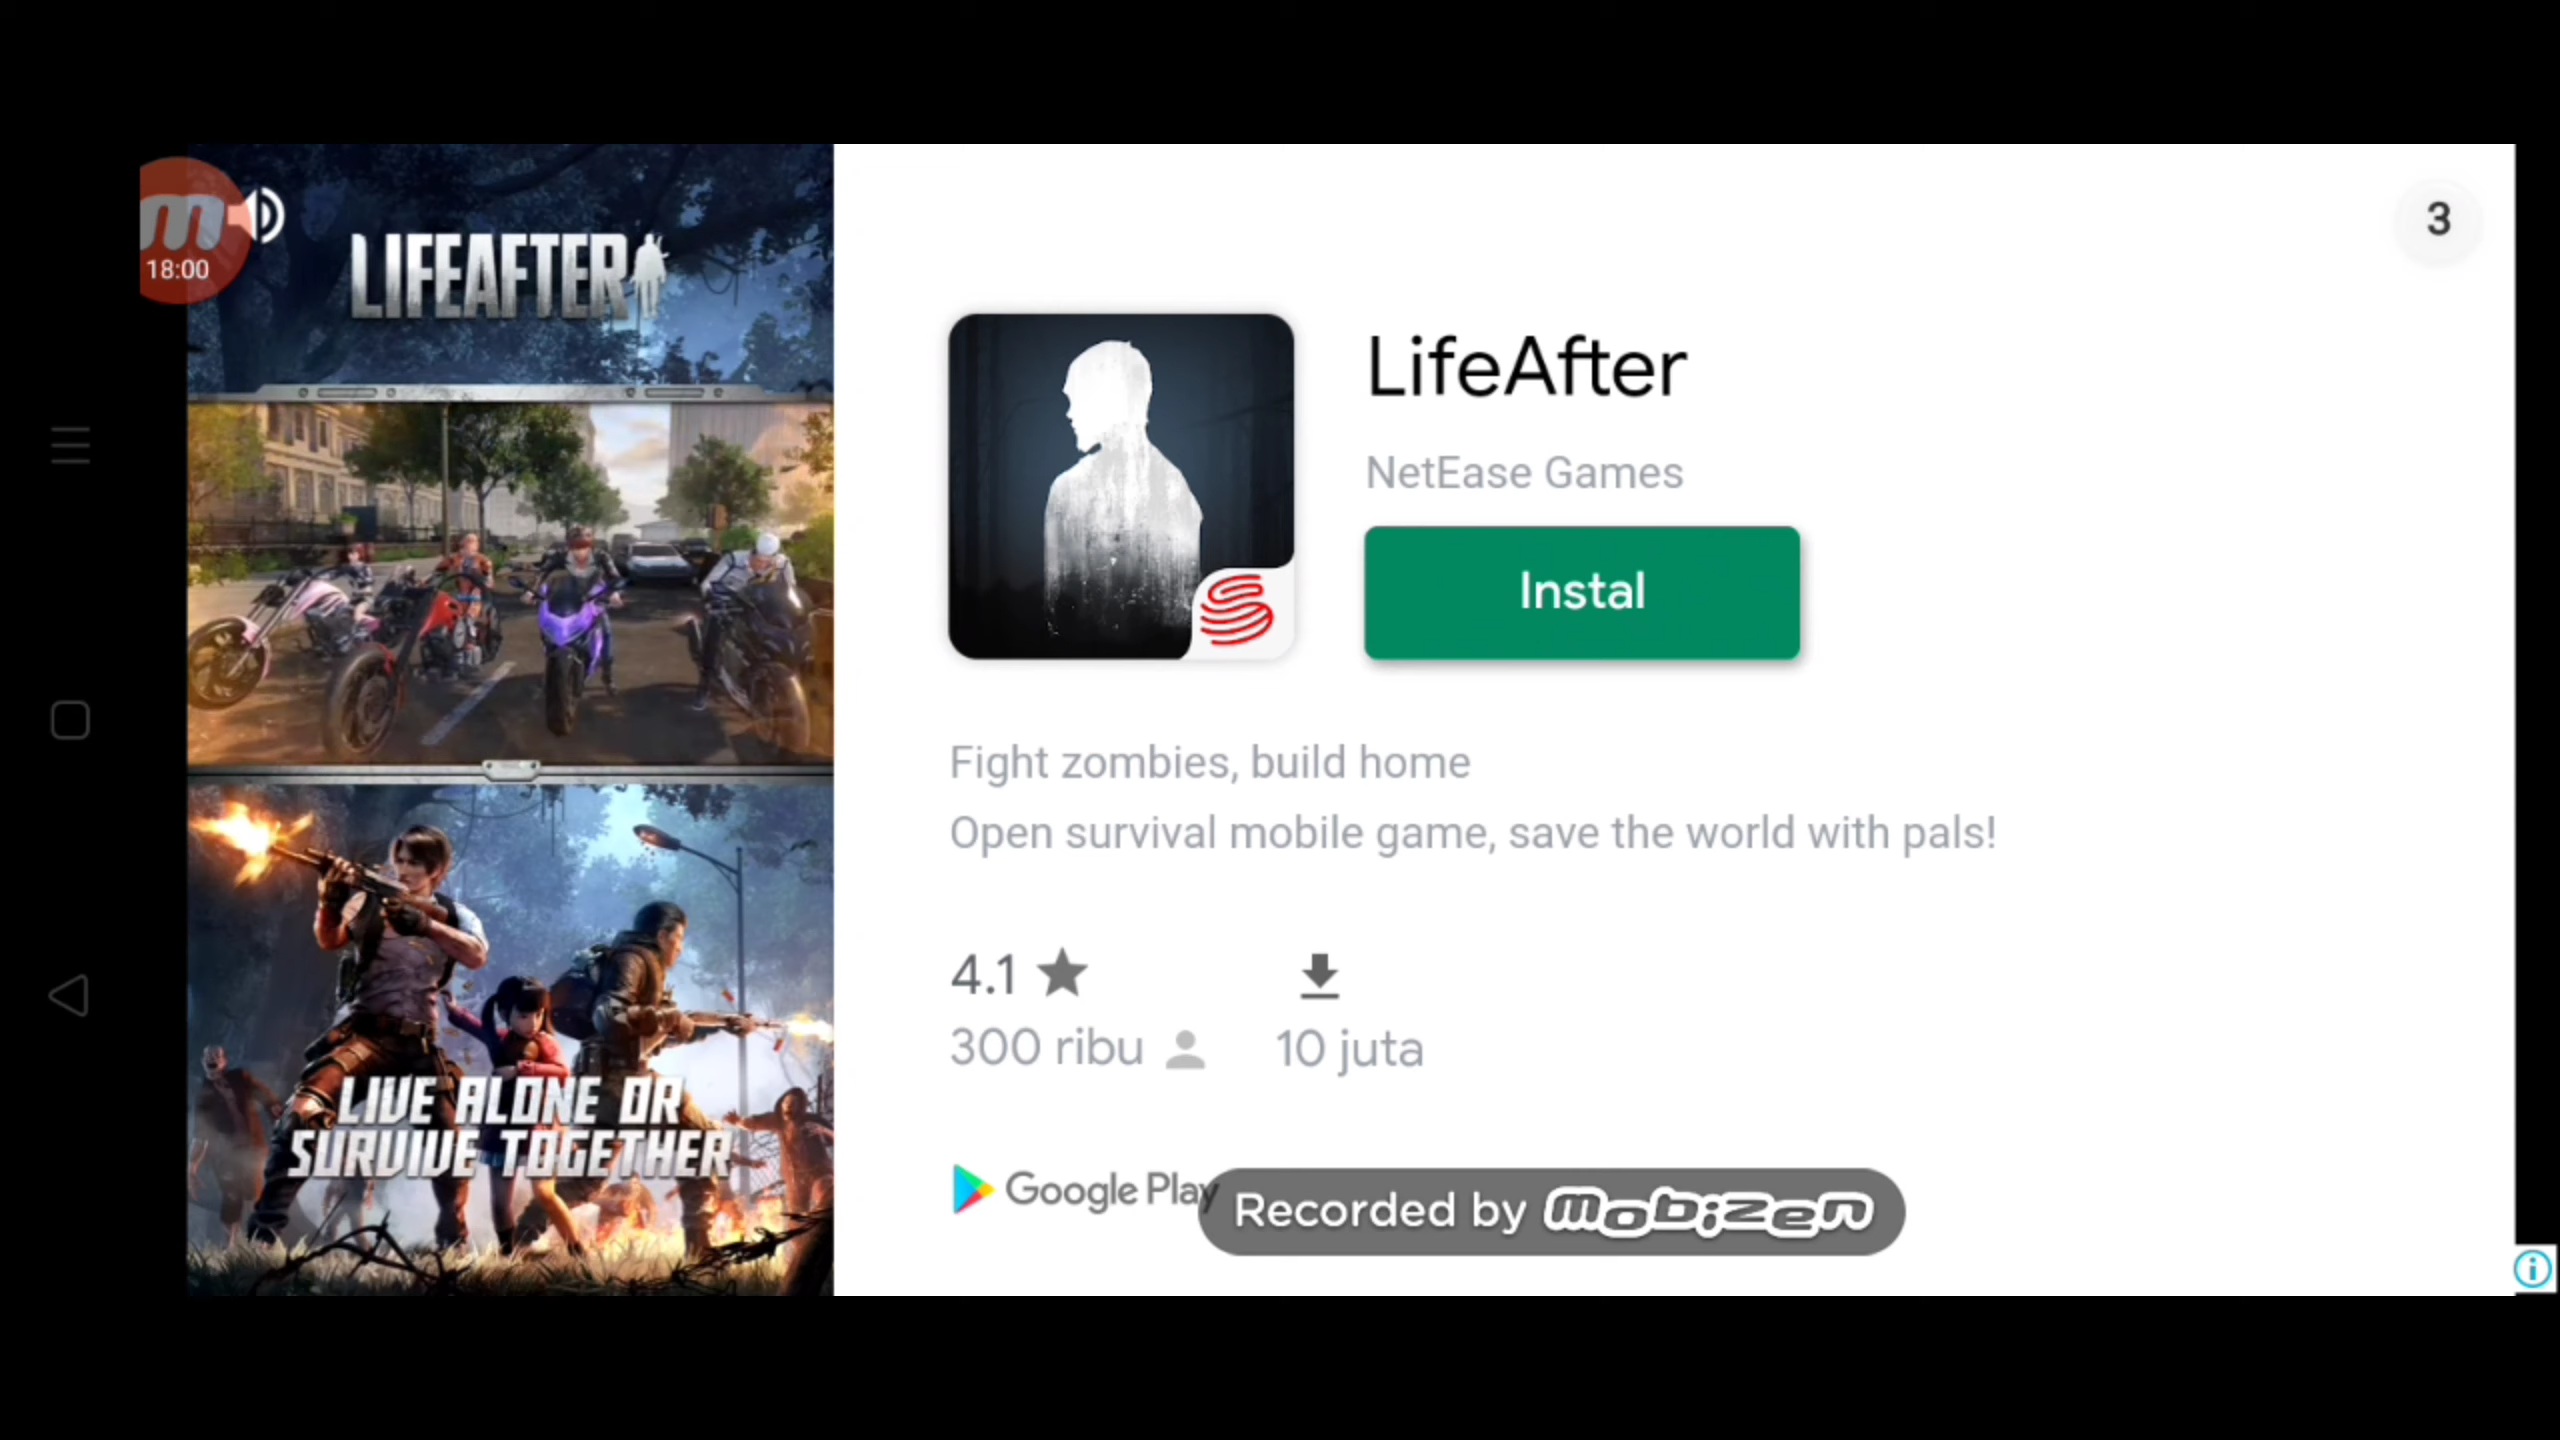 m
18:00
LIFEAFTER
LIVE ALONE OR
SURVIVE TOGETHER
3
LifeAfter
NetEase Games
Instal
Fight zombies, build home
Open survival mobile game, save the world with pals!
4.1
300 ribu
10 juta
Google Play
Recorded by mobizen